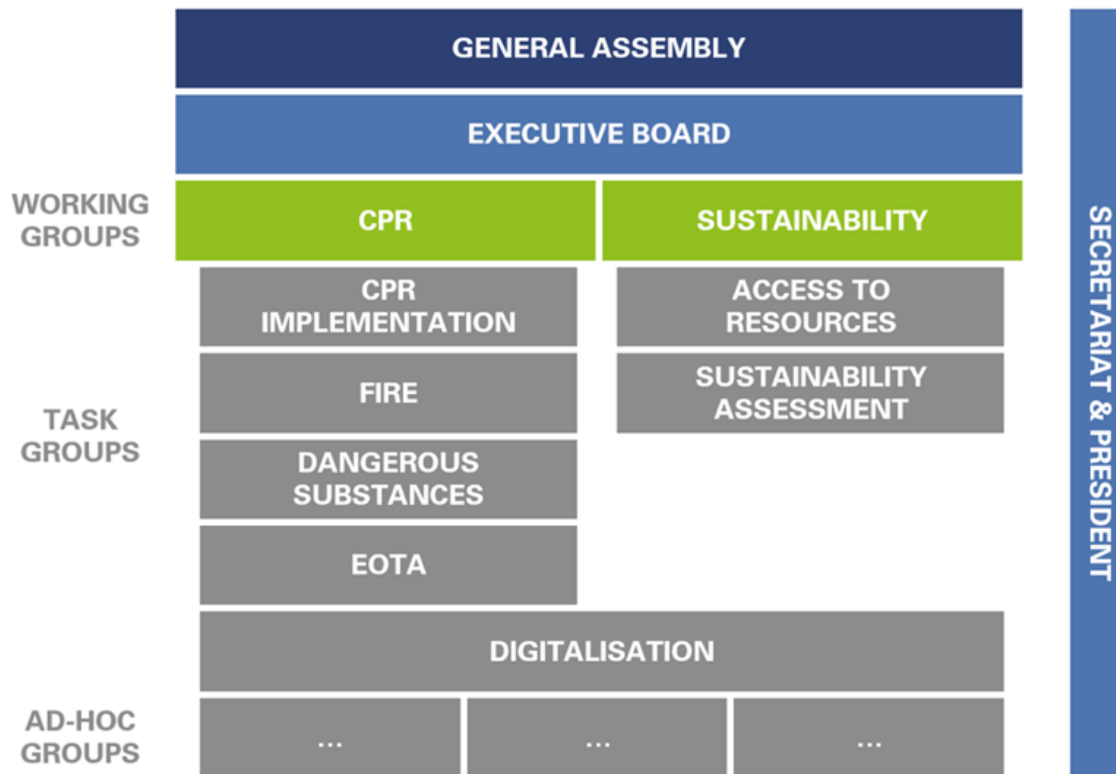 GENERAL ASSEMBLY
EXECUTIVE BOARD
WORKING
GROUPS
CPR
SUSTAINABILITY
CPR
IMPLEMENTATION
ACCESS TO
RESOURCES
TASK
GROUPS
FIRE
SUSTAINABILITY
ASSESSMENT
DANGEROUS
SUBSTANCES
EOTA
DIGITALISATION
AD-HOC
GROUPS
...
...
...
SECRETARIAT & PRESIDENT